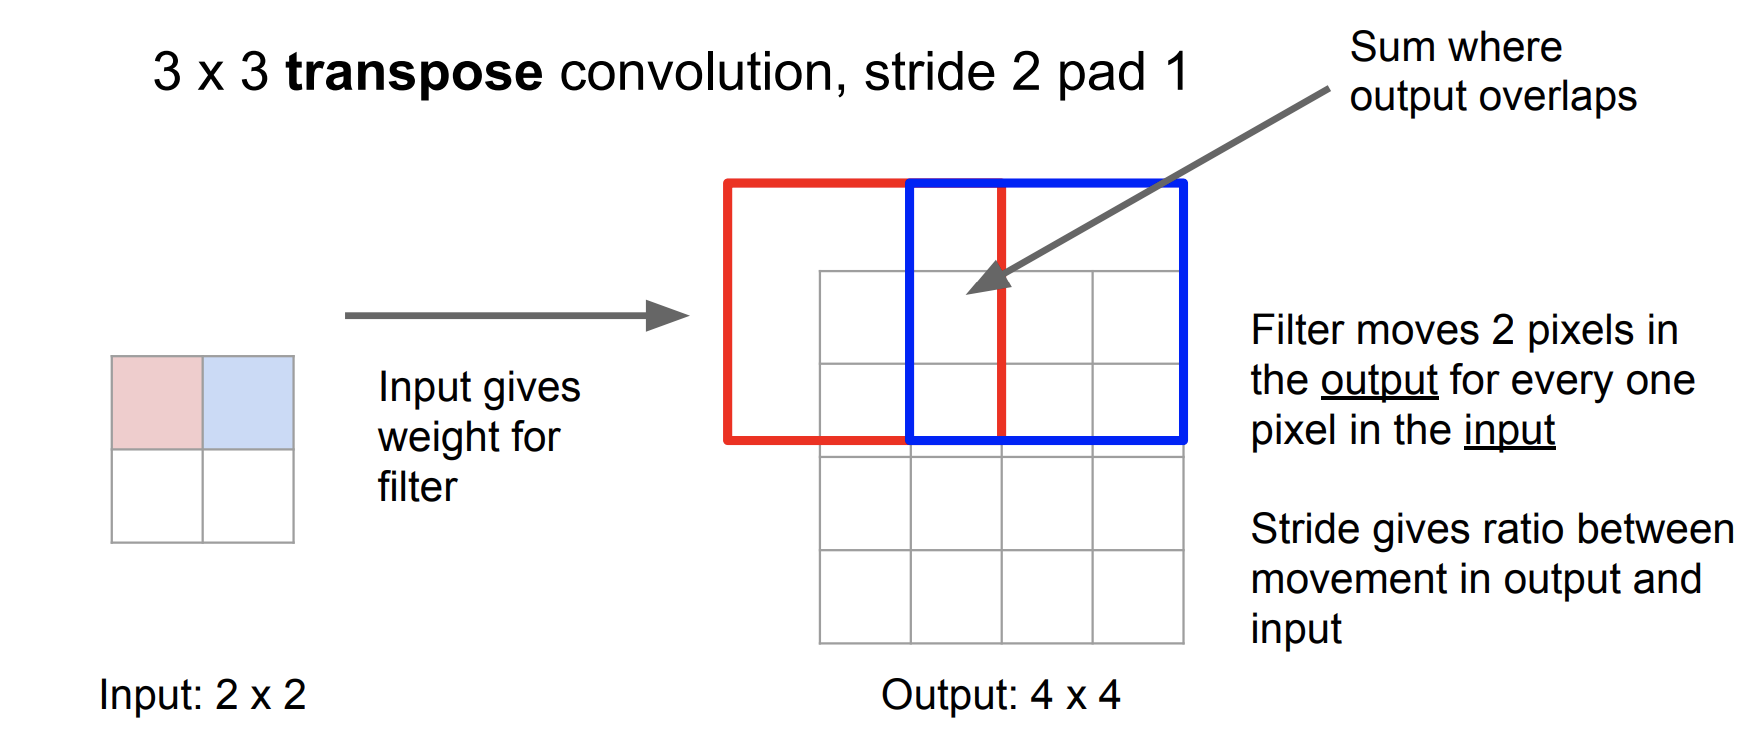 3 x 3 transpose convolution, stride 2 pad 1
Sum where
output overlaps
Input gives
weight for
filter
Filter moves 2 pixels in
the output for every one
pixel in the input
Stride gives ratio between
movement in output and
input
Input: 2 x 2
Output: 4 x 4